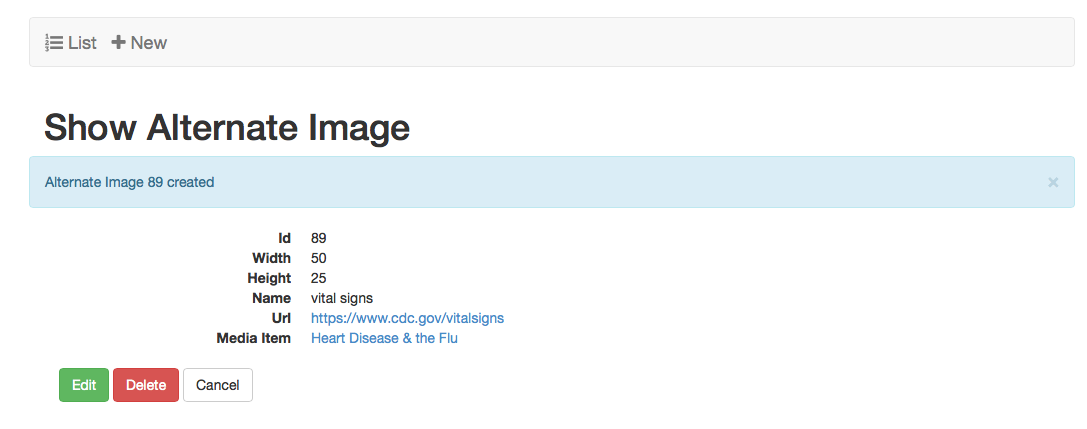 List New
Show Alternate Image
Alternate Image 89 created ×
Id 89
Width 50
Height 25
Name vital signs
Url https://www.cdc.gov/vitalsigns
Media Item Heart Disease & the Flu
Edit Delete Cancel